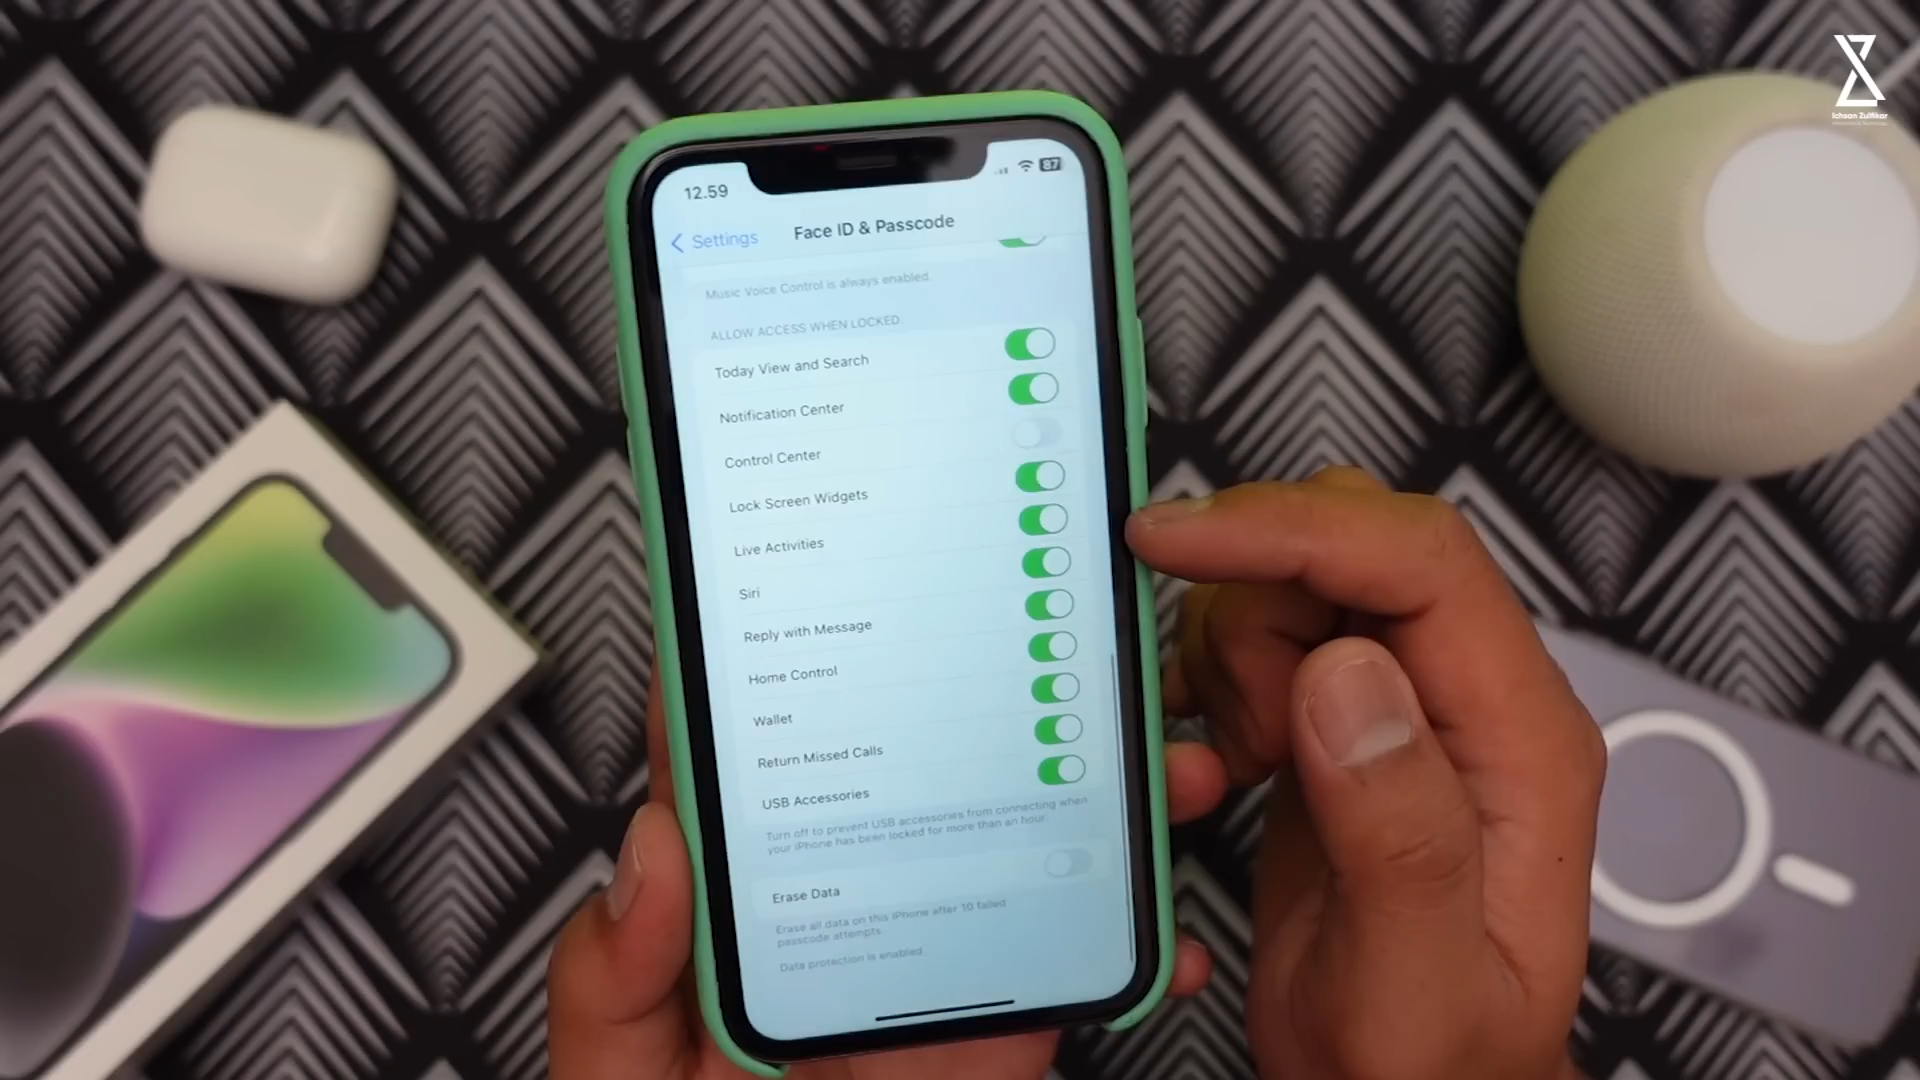 Ichsan Zulfikar
12.59
87
Settings
Face ID & Passcode
Music Voice Control is always enabled.
ALLOW ACCESS WHEN LOCKED:
Today View and Search
Notification Center
Control Center
Lock Screen Widgets
Live Activities
Siri
Reply with Message
Home Control
Wallet
Return Missed Calls
USB Accessories
Turn off to prevent USB accessories from connecting when
your iPhone has been locked for more than an hour.
Erase Data
Erase all data on this iPhone after 10 failed
passcode attempts.
Data protection is enabled.